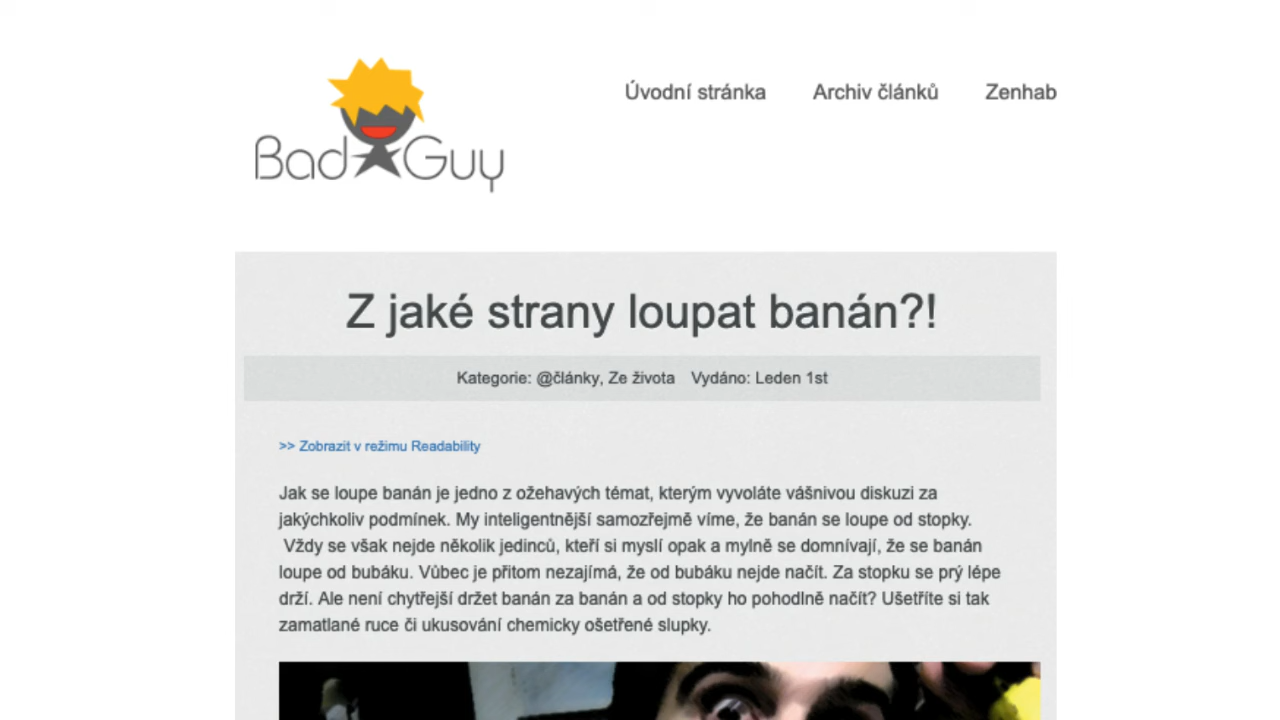 Bad Guy
Úvodní stránka Archiv článků Zenhab
Z jaké strany loupat banán?!
Kategorie: @články, Ze života Vydáno: Leden 1st
>> Zobrazit v režimu Readability
Jak se loupe banán je jedno z ožehavých témat, kterým vyvoláte vášnivou diskuzi za
jakýchkoliv podmínek. My inteligentnější samozřejmě víme, že banán se loupe od stopky.
Vždy se však nejde několik jedinců, kteří si myslí opak a mylně se domnívají, že se banán
loupe od bubáku. Vůbec je přitom nezajímá, že od bubáku nejde načít. Za stopku se prý lépe
drží. Ale není chytřejší držet banán za banán a od stopky ho pohodlně načít? Ušetříte si tak
zamatlané ruce či ukusování chemicky ošetřené slupky.